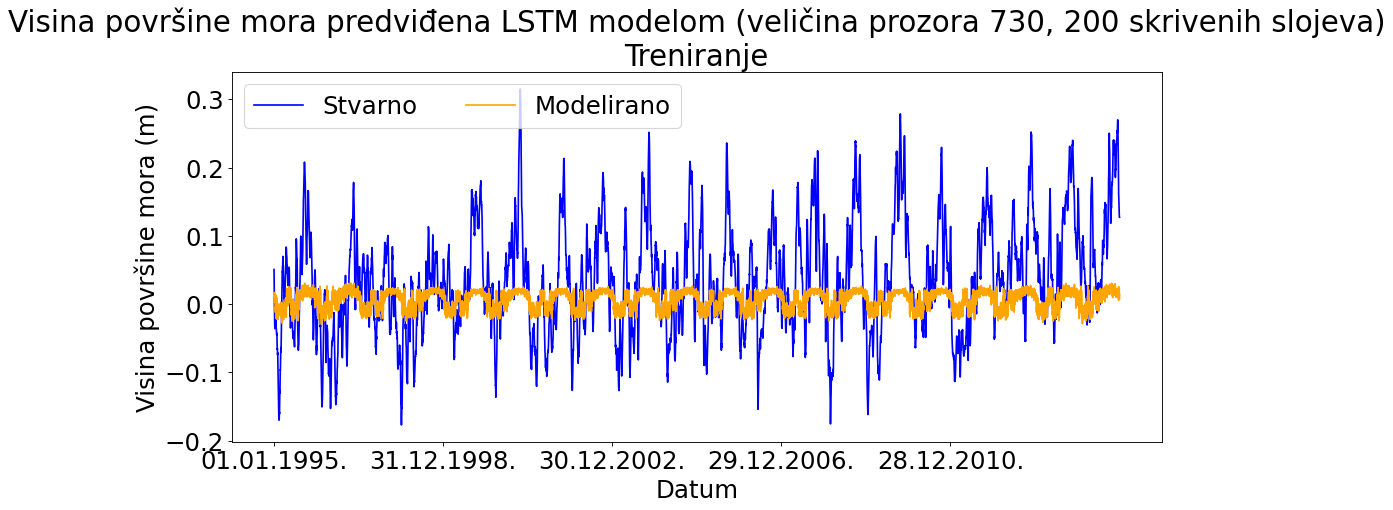 Visina površine mora predviđena LSTM modelom (veličina prozora 730, 200 skrivenih slojeva)
Treniranje
Stvarno
Modelirano
Visina površine mora (m)
0.3
0.2
0.1
0.0
−0.1
−0.2
01.01.1995.
31.12.1998.
30.12.2002.
29.12.2006.
28.12.2010.
Datum